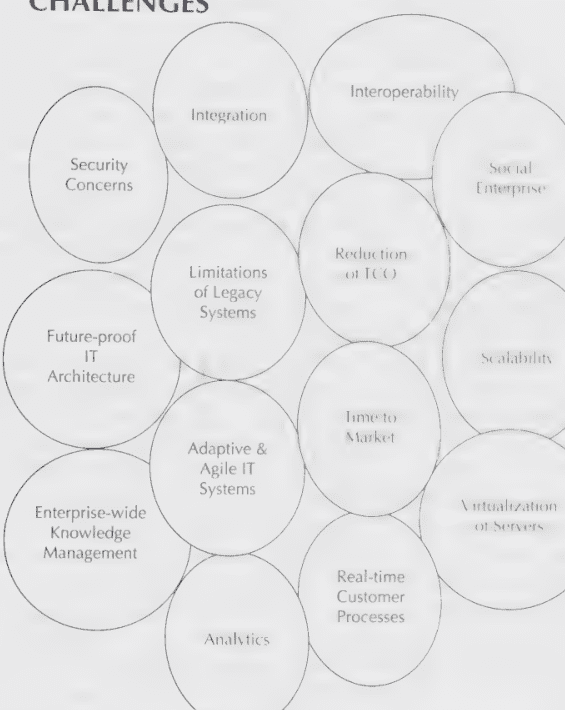 CHALLENGES
Integration
Interoperability
Security
Concerns
Social
Enterprise
Limitations
of Legacy
Systems
Reduction
of TCO
Future-proof
IT
Architecture
Scalability
Adaptive &
Agile IT
Systems
Time to
Market
Enterprise-wide
Knowledge
Management
Virtualization
of Servers
Real-time
Customer
Processes
Analytics